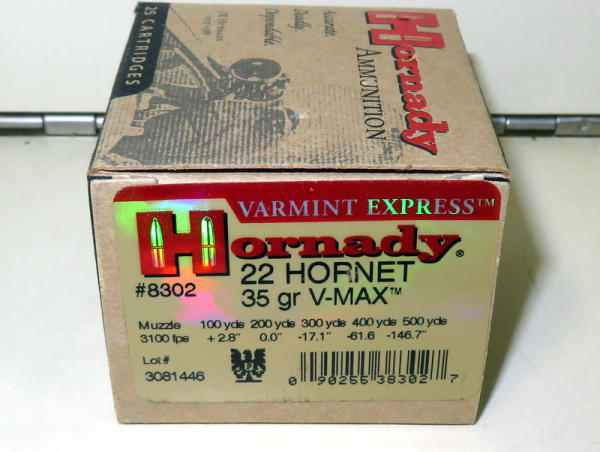 25 CARTRIDGES
Accurate.
Deadly.
Dependable.
Hornady
AMMUNITION
VARMINT EXPRESS™
Hornady®
22 HORNET
#8302
35 gr V-MAX™
Muzzle 100 yds 200 yds 300 yds 400 yds 500 yds
3100 fps + 2.8" 0.0" -17.1" -61.6 -146.7"
Lot#
3081446
P
0 90255 38302 7